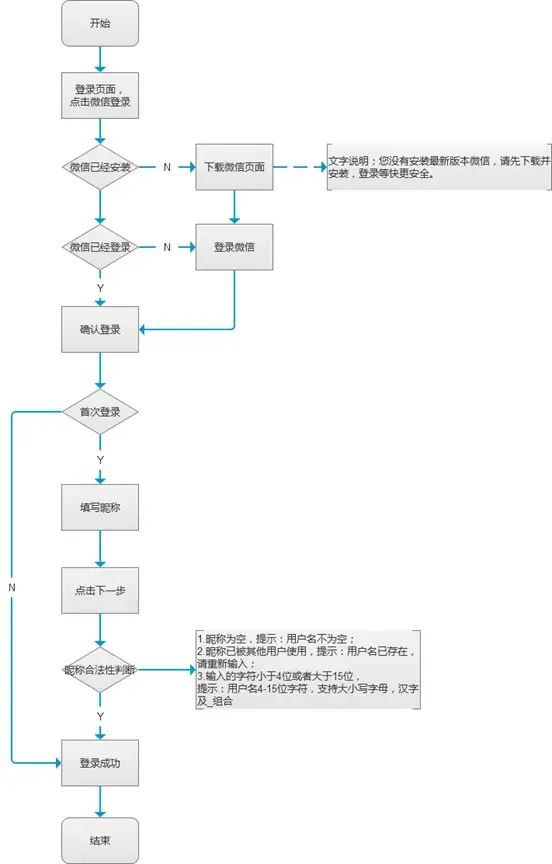 开始
登录页面，
点击微信登录
微信已经安装
N
下载微信页面
文字说明：您没有安装最新版本微信，请先下载并
安装，登录等快更安全。
微信已经登录
N
登录微信
Y
确认登录
首次登录
Y
填写昵称
N
点击下一步
1.昵称为空，提示：用户名不为空；
2.昵称已被其他用户使用，提示：用户名已存在，
请重新输入；
3.输入的字符小于4位或者大于15位，
提示：用户名4-15位字符，支持大小写字母，汉字
及_组合
昵称合法性判断
Y
登录成功
结束